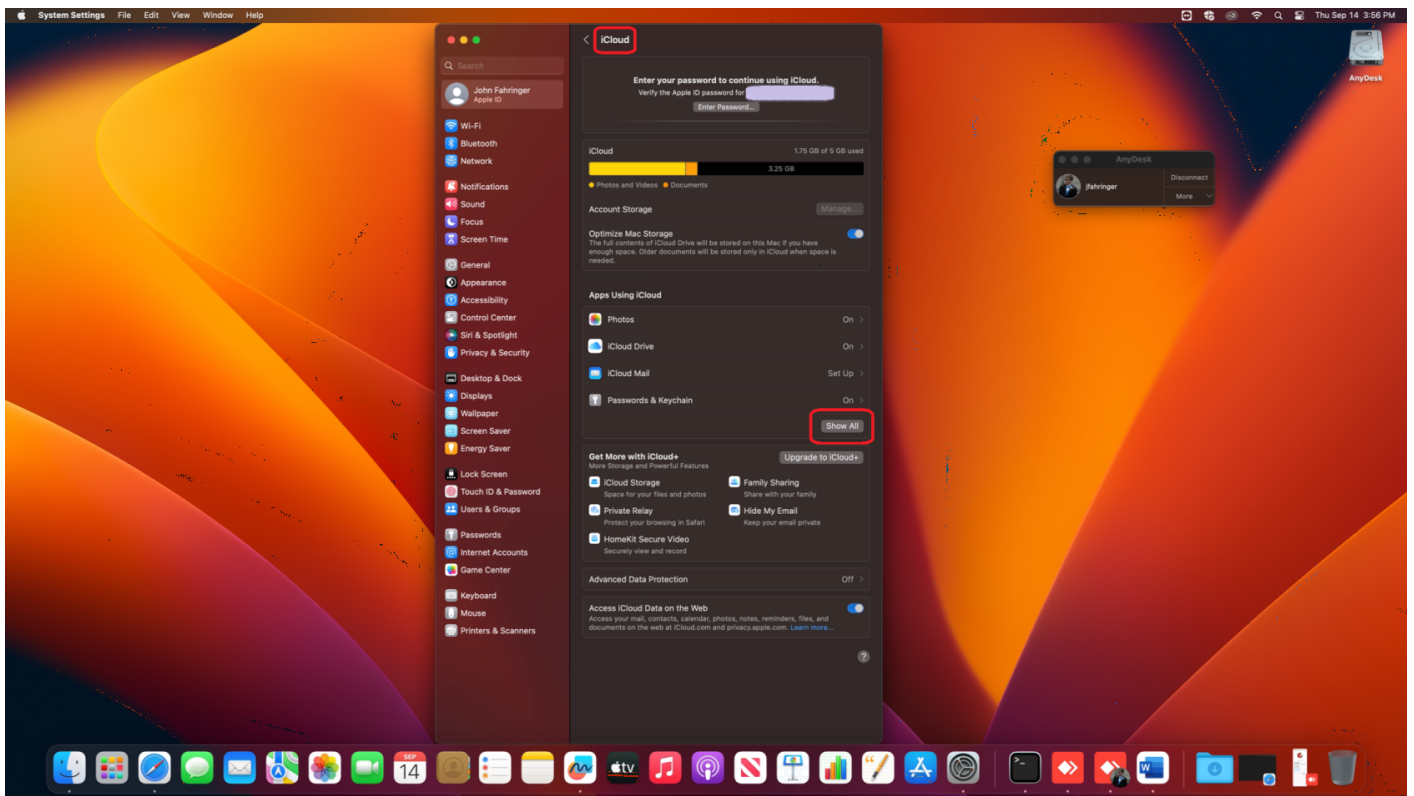 System Settings File Edit View Window Help
Thu Sep 14 3:56 PM
Search
John Fahringer
Apple ID
Wi-Fi
Bluetooth
Network
Notifications
Sound
Focus
Screen Time
General
Appearance
Accessibility
Control Center
Siri & Spotlight
Privacy & Security
Desktop & Dock
Displays
Wallpaper
Screen Saver
Energy Saver
Lock Screen
Touch ID & Password
Users & Groups
Passwords
Internet Accounts
Game Center
Keyboard
Mouse
Printers & Scanners
iCloud
Enter your password to continue using iCloud.
Verify the Apple ID password for
Enter Password...
iCloud 1.75 GB of 5 GB used
3.25 GB
Photos and Videos Documents
Account Storage Manage...
Optimize Mac Storage
The full contents of iCloud Drive will be stored on this Mac if you have
enough space. Older documents will be stored only in iCloud when space is
needed.
Apps Using iCloud
Photos On
iCloud Drive On
iCloud Mail Set Up
Passwords & Keychain On
Show All
Get More with iCloud+ Upgrade to iCloud+
More Storage and Powerful Features
iCloud Storage
Space for your files and photos
Family Sharing
Share with your family
Private Relay
Protect your browsing in Safari
Hide My Email
Keep your email private
HomeKit Secure Video
Securely view and record
Advanced Data Protection Off
Access iCloud Data on the Web
Access your mail, contacts, calendar, photos, notes, reminders, files, and
documents on the web at iCloud.com and privacy.apple.com. Learn more...
?
AnyDesk
AnyDesk
jfahringer
Disconnect
More
SEP
14
tv
W